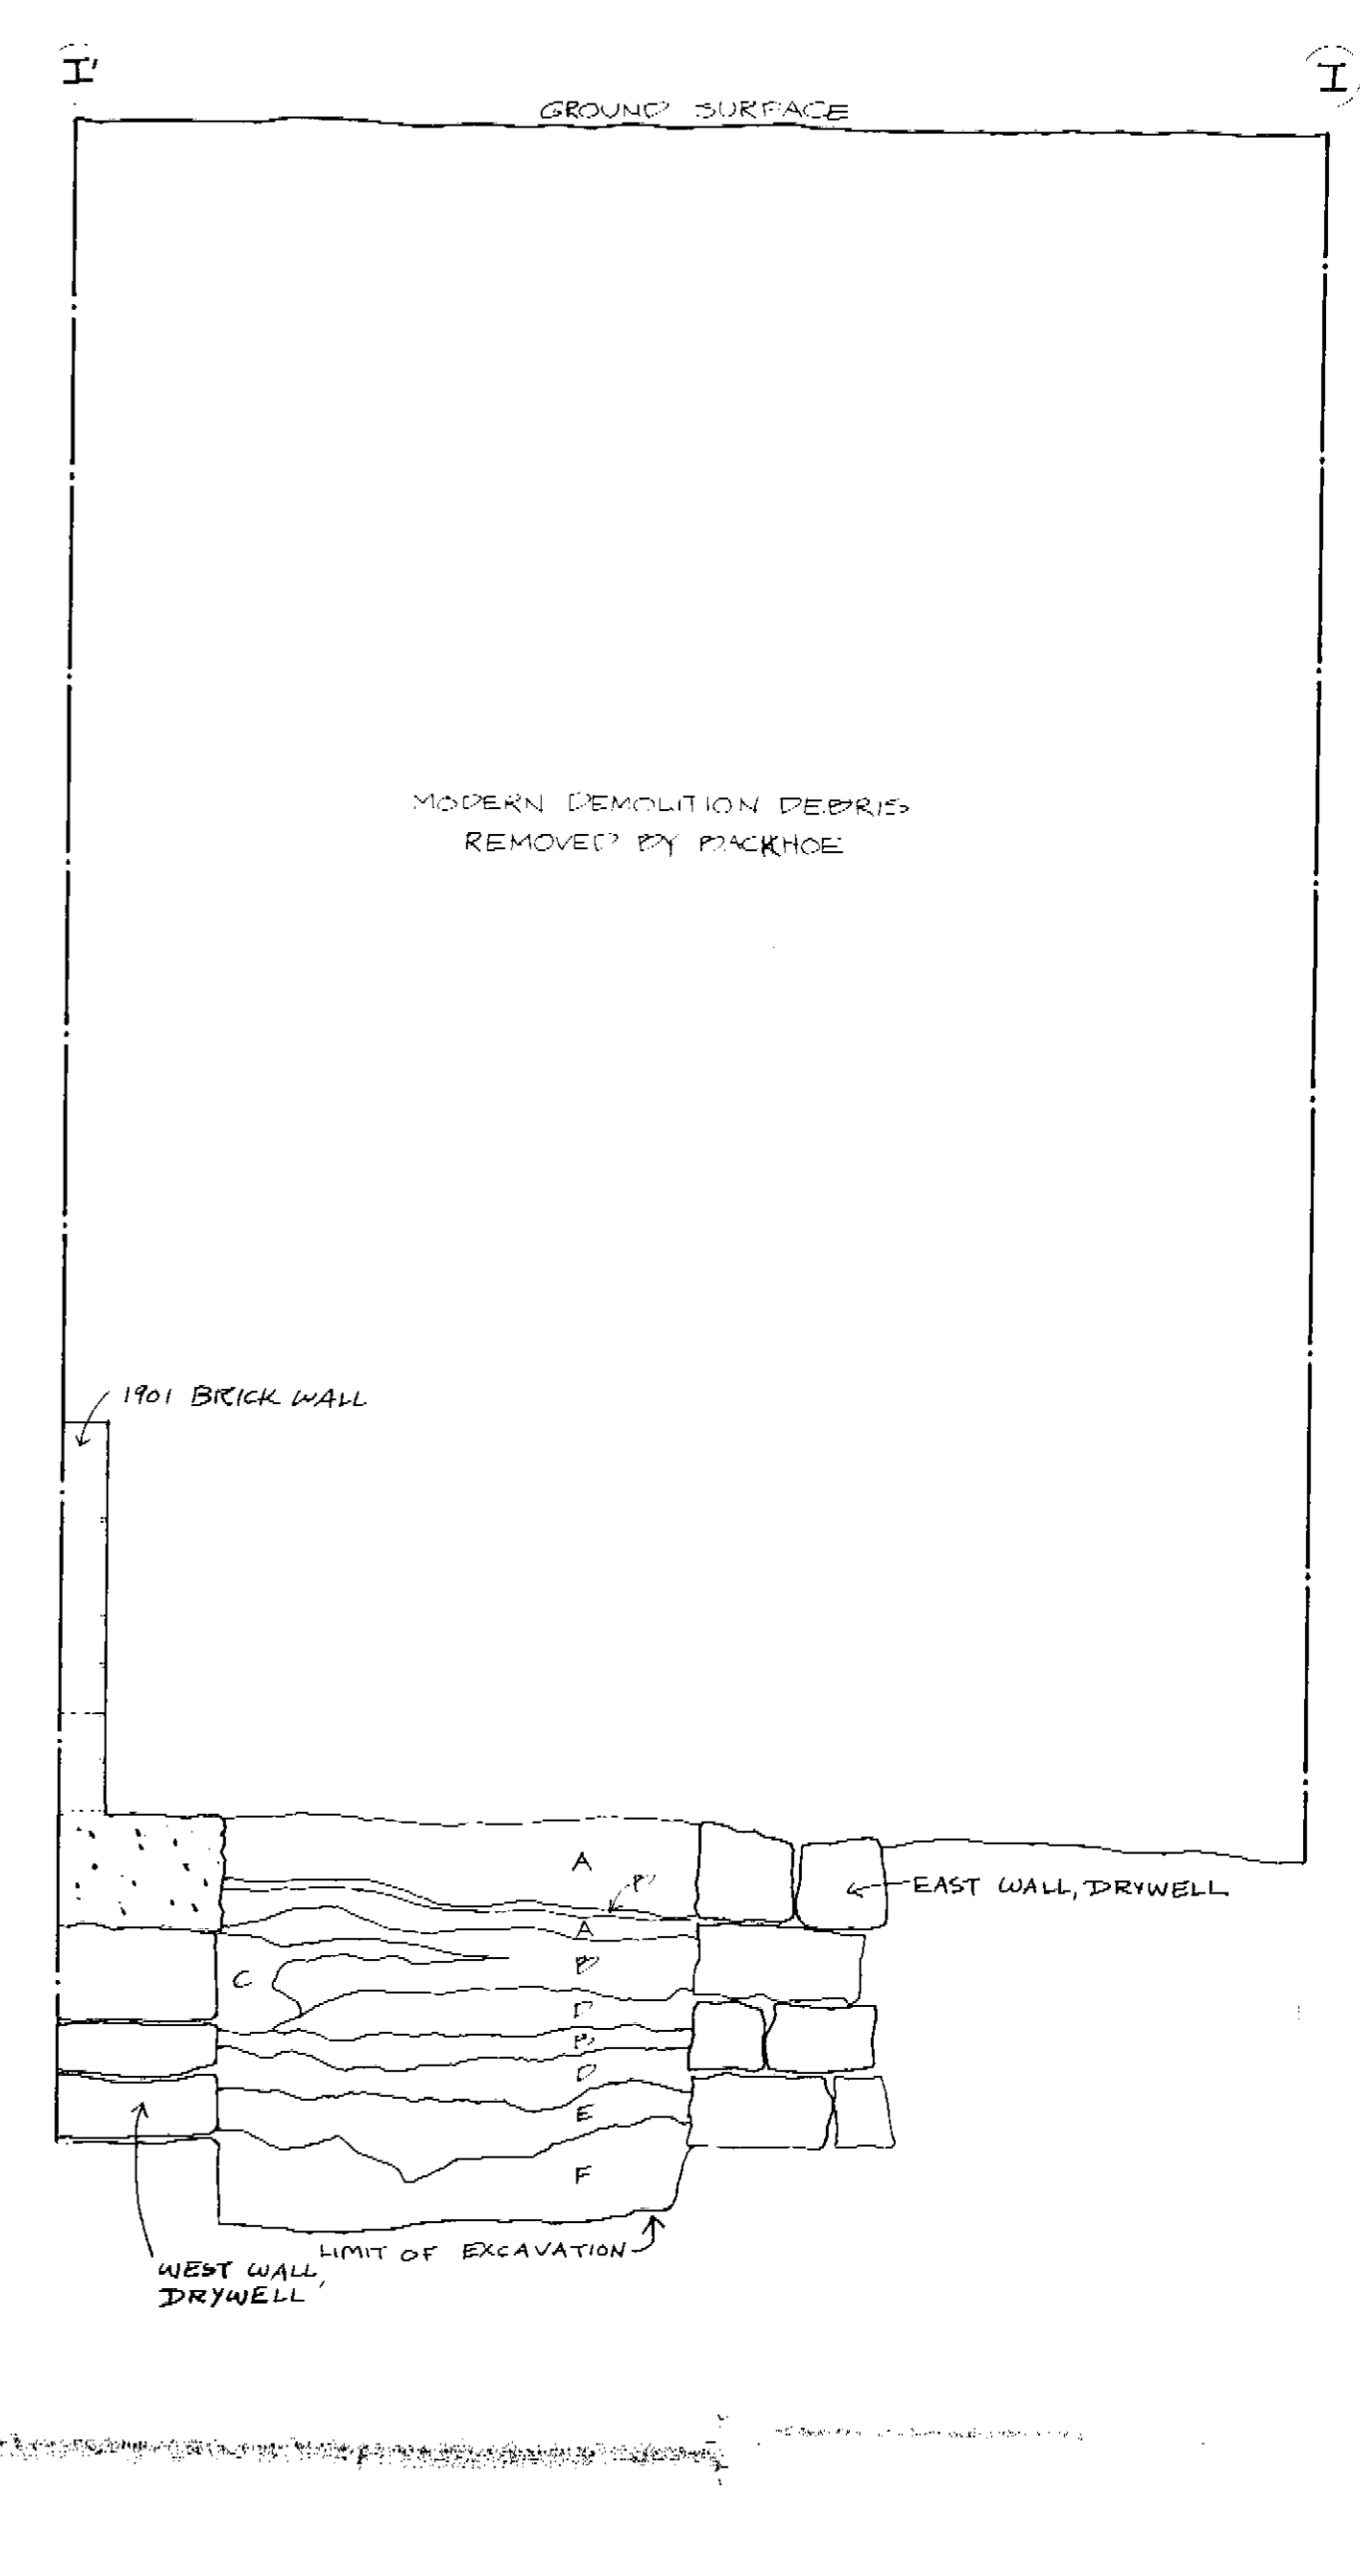 I'
I
GROUND SURFACE
MODERN DEMOLITION DEBRIS
REMOVED BY BACKHOE
1901 BRICK WALL
A
B
EAST WALL, DRYWELL
A
B
C
D
B
D
E
F
LIMIT OF EXCAVATION
WEST WALL,
DRYWELL